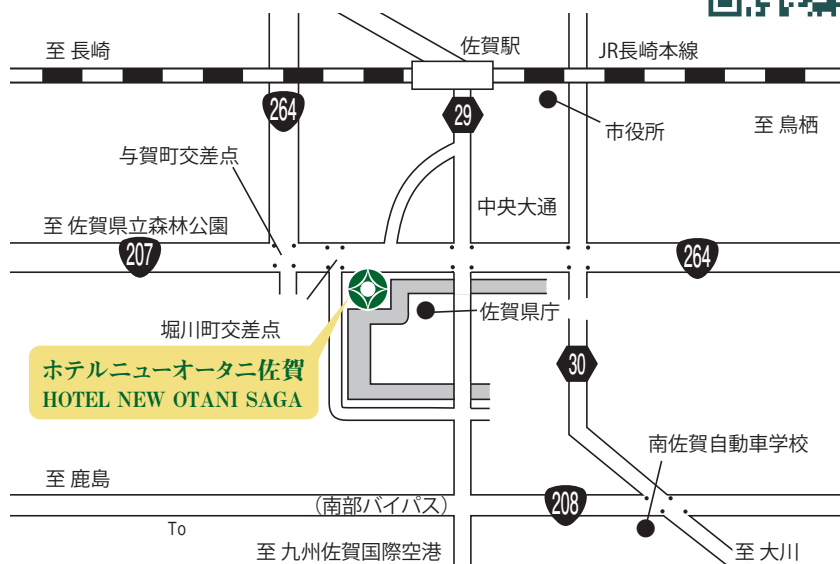 佐賀駅
至 長崎
JR長崎本線
264
29
市役所
至 鳥栖
与賀町交差点
中央大通
至 佐賀県立森林公園
207
264
堀川町交差点
佐賀県庁
ホテルニューオータニ佐賀
HOTEL NEW OTANI SAGA
30
南佐賀自動車学校
至 鹿島
(南部バイパス)
208
To
至 九州佐賀国際空港
至 大川